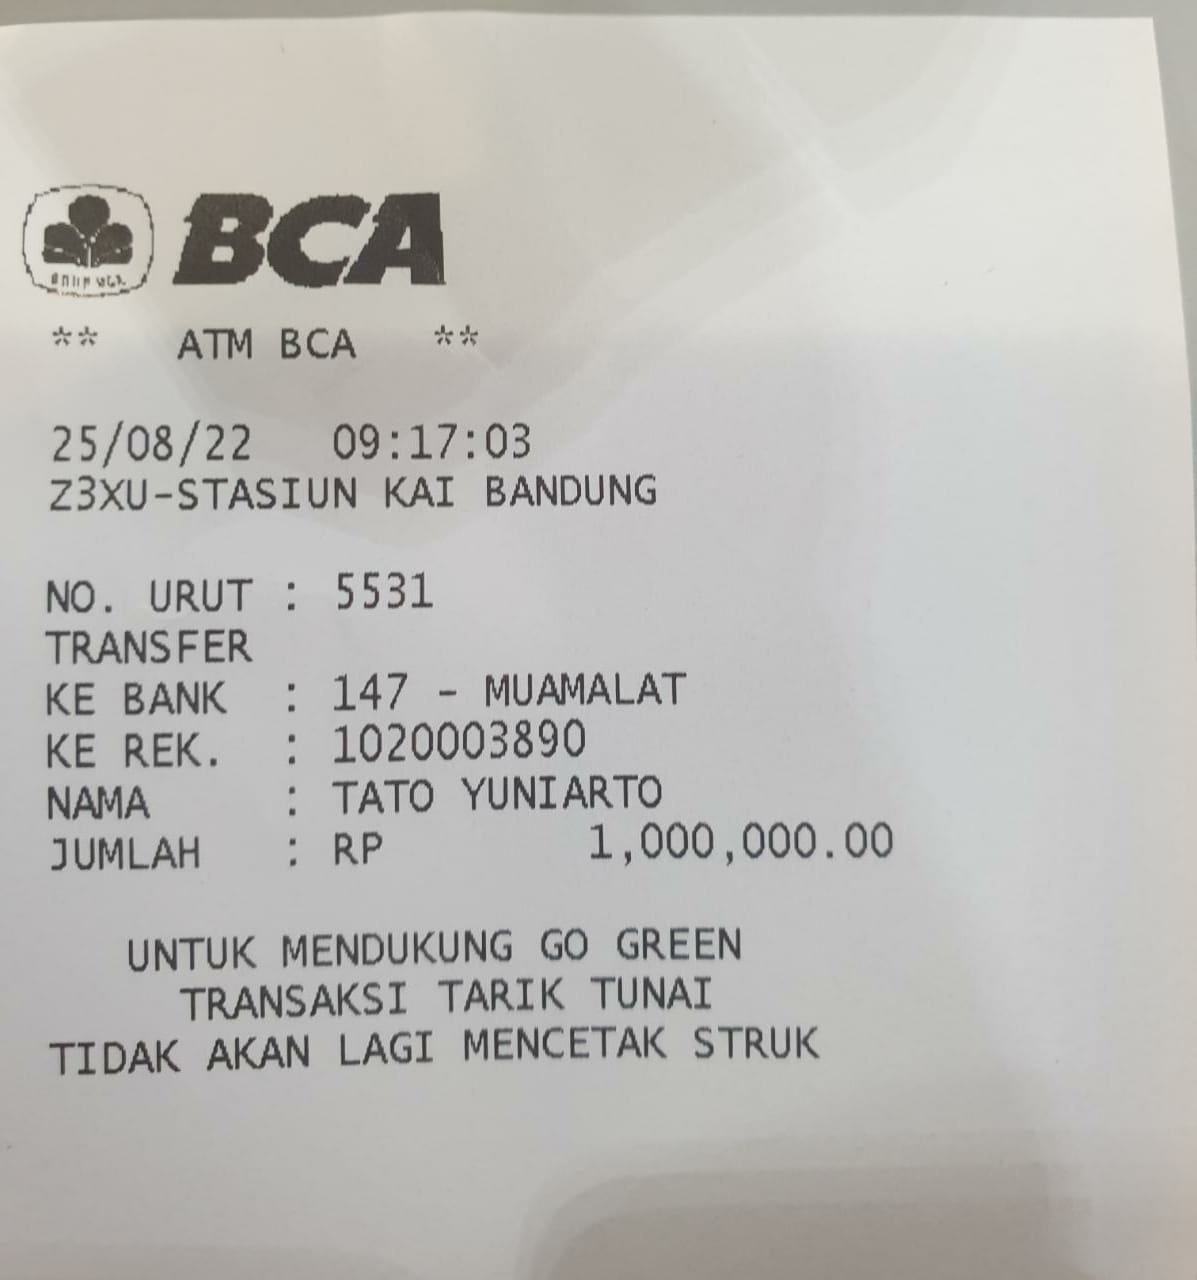 BCA
** ATM BCA **
25/08/22 09:17:03
Z3XU-STASIUN KAI BANDUNG
NO. URUT : 5531
TRANSFER
KE BANK : 147 - MUAMALAT
KE REK. : 1020003890
NAMA : TATO YUNIARTO
JUMLAH : RP 1,000,000.00
UNTUK MENDUKUNG GO GREEN
TRANSAKSI TARIK TUNAI
TIDAK AKAN LAGI MENCETAK STRUK